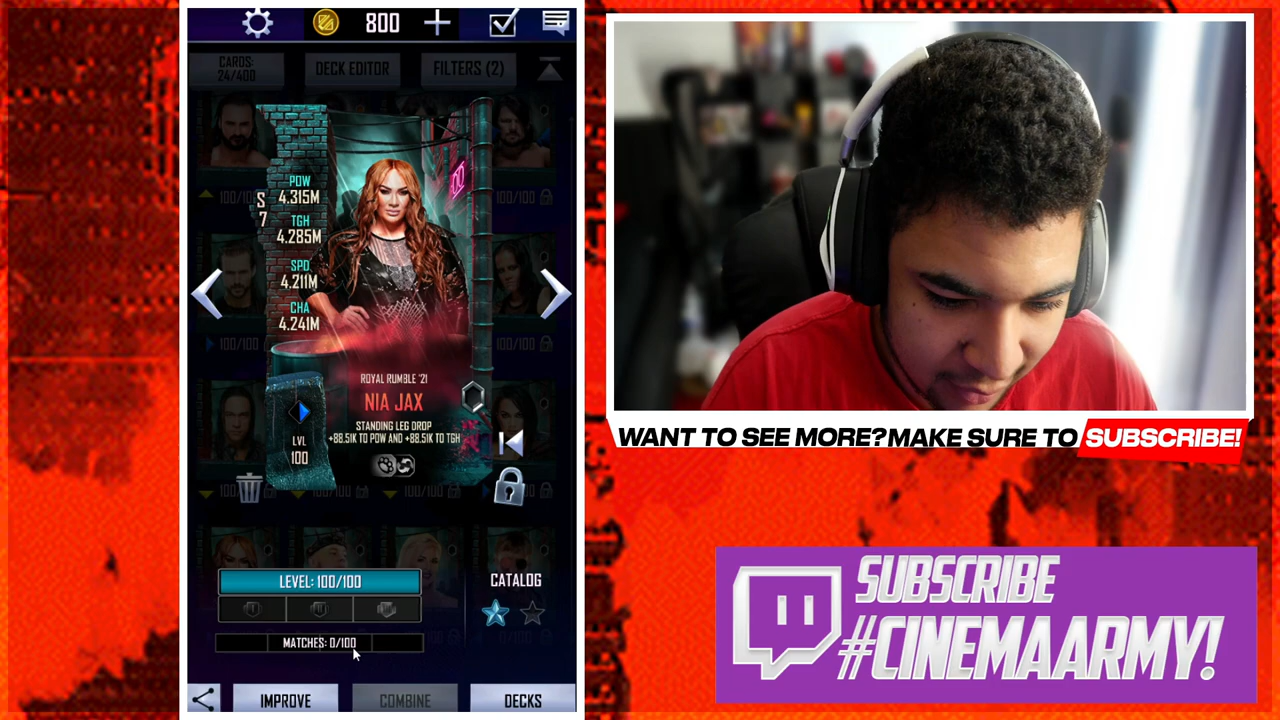 800
CARDS:
24/400
DECK EDITOR
FILTERS (2)
S
7
POW
4.315M
TGH
4.285M
SPD
4.211M
CHA
4.241M
ROYAL RUMBLE '21
NIA JAX
STANDING LEG DROP
+88.51K TO POW AND +88.51K TO TGH
LVL
100
LEVEL: 100/100
MATCHES: 0/100
CATALOG
IMPROVE
COMBINE
DECKS
WANT TO SEE MORE? MAKE SURE TO SUBSCRIBE!
SUBSCRIBE
#CINEMAARMY!